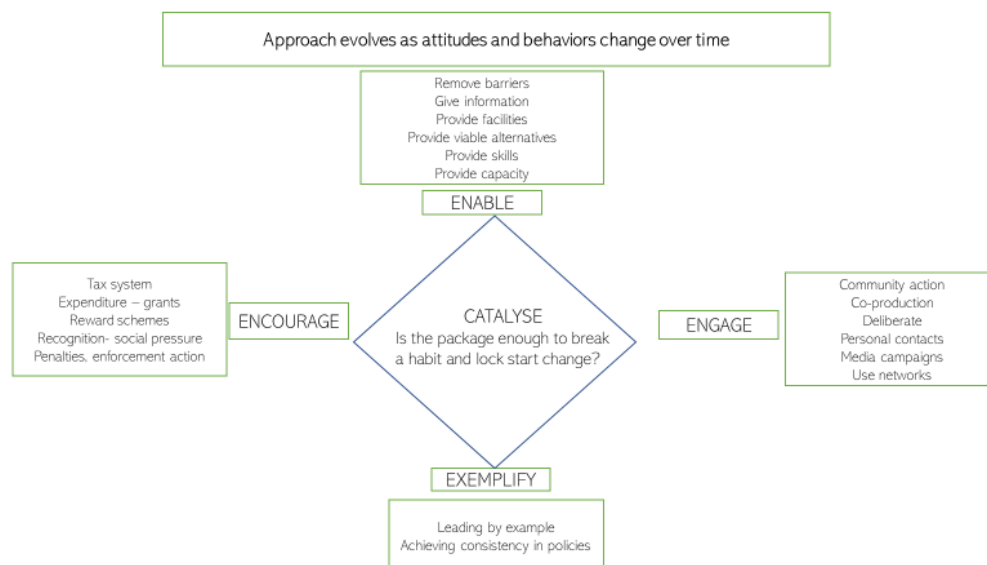 Approach evolves as attitudes and behaviors change over time
Remove barriers
Give information
Provide facilities
Provide viable alternatives
Provide skills
Provide capacity
ENABLE
Tax system
Expenditure – grants
Reward schemes
Recognition- social pressure
Penalties, enforcement action
ENCOURAGE
CATALYSE
Is the package enough to break
a habit and lock start change?
ENGAGE
Community action
Co-production
Deliberate
Personal contacts
Media campaigns
Use networks
EXEMPLIFY
Leading by example
Achieving consistency in policies